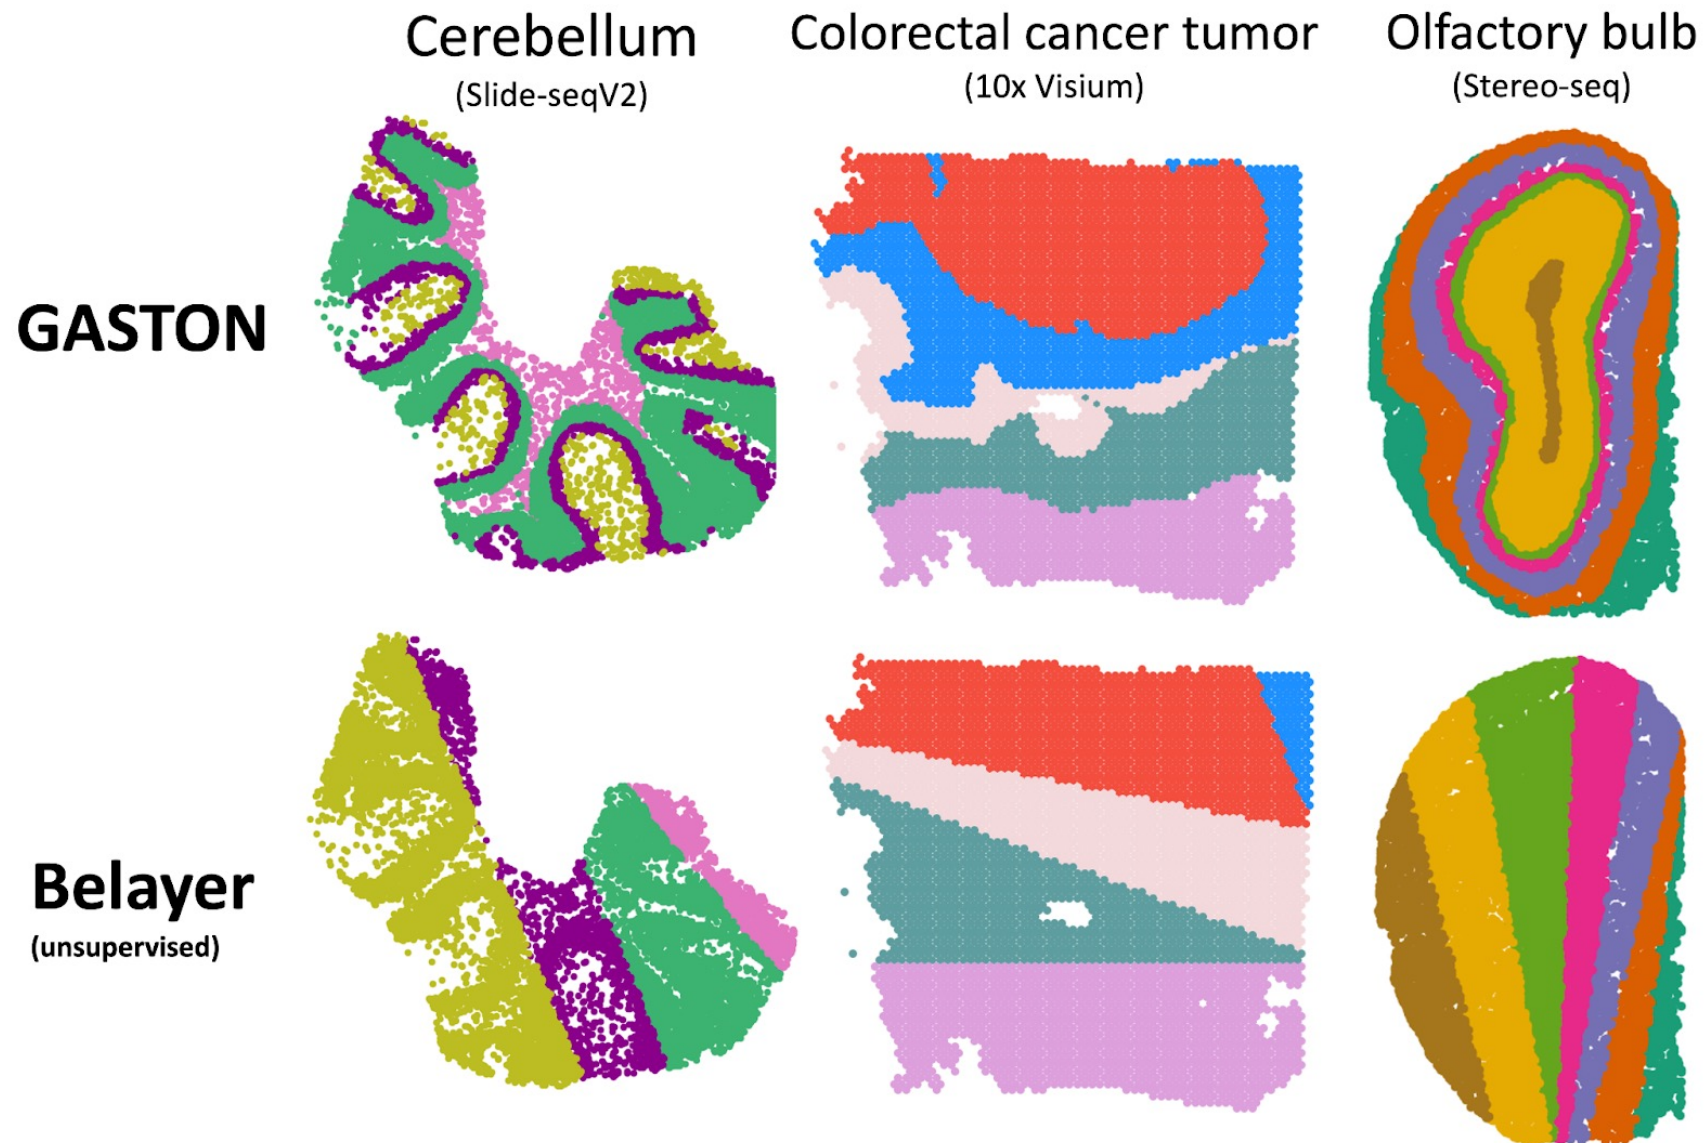 Cerebellum
(Slide-seqV2)
Colorectal cancer tumor
(10x Visium)
Olfactory bulb
(Stereo-seq)
GASTON
Belayer
(unsupervised)